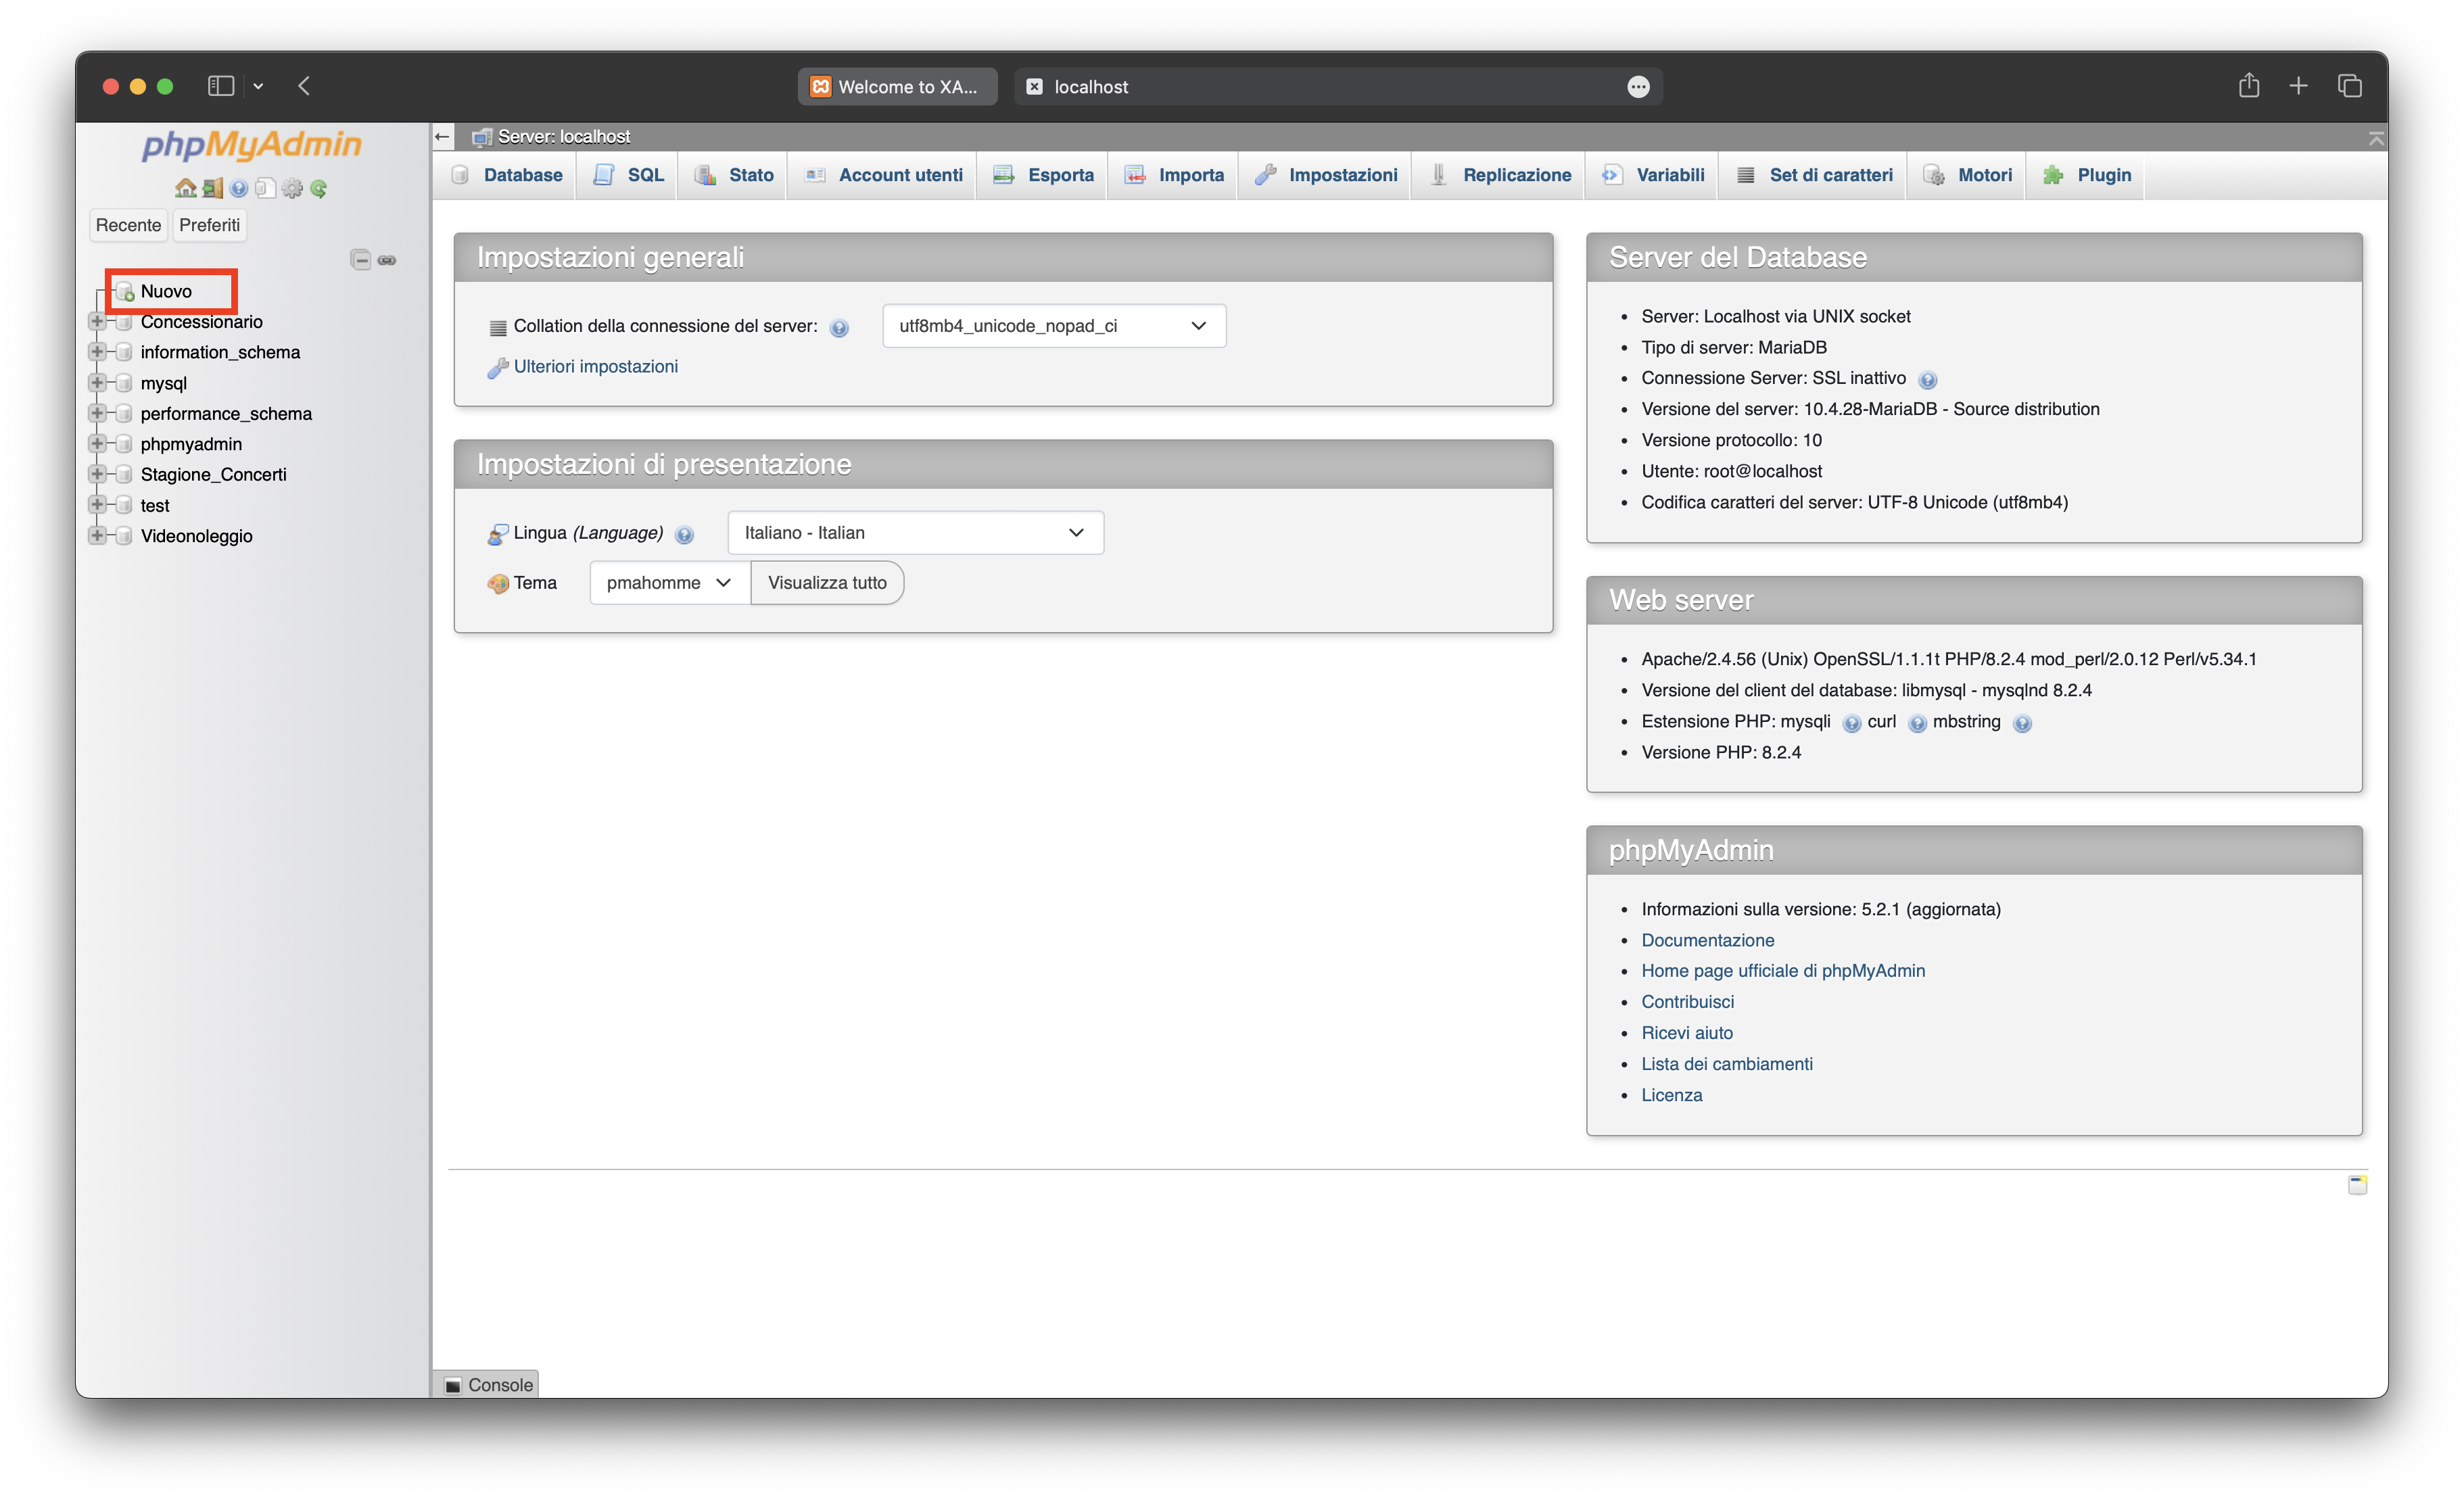 Welcome to XA...
localhost
phpMyAdmin
Recente
Preferiti
Nuovo
Concessionario
information_schema
mysql
performance_schema
phpmyadmin
Stagione_Concerti
test
Videonoleggio
Server: localhost
Database
SQL
Stato
Account utenti
Esporta
Importa
Impostazioni
Replicazione
Variabili
Set di caratteri
Motori
Plugin
Impostazioni generali
Collation della connessione del server:
utf8mb4_unicode_nopad_ci
Ulteriori impostazioni
Impostazioni di presentazione
Lingua (Language)
Italiano - Italian
Tema
pmahomme
Visualizza tutto
Server del Database
Server: Localhost via UNIX socket
Tipo di server: MariaDB
Connessione Server: SSL inattivo
Versione del server: 10.4.28-MariaDB - Source distribution
Versione protocollo: 10
Utente: root@localhost
Codifica caratteri del server: UTF-8 Unicode (utf8mb4)
Web server
Apache/2.4.56 (Unix) OpenSSL/1.1.1t PHP/8.2.4 mod_perl/2.0.12 Perl/v5.34.1
Versione del client del database: libmysql - mysqlnd 8.2.4
Estensione PHP: mysqli curl mbstring
Versione PHP: 8.2.4
phpMyAdmin
Informazioni sulla versione: 5.2.1 (aggiornata)
Documentazione
Home page ufficiale di phpMyAdmin
Contribuisci
Ricevi aiuto
Lista dei cambiamenti
Licenza
Console